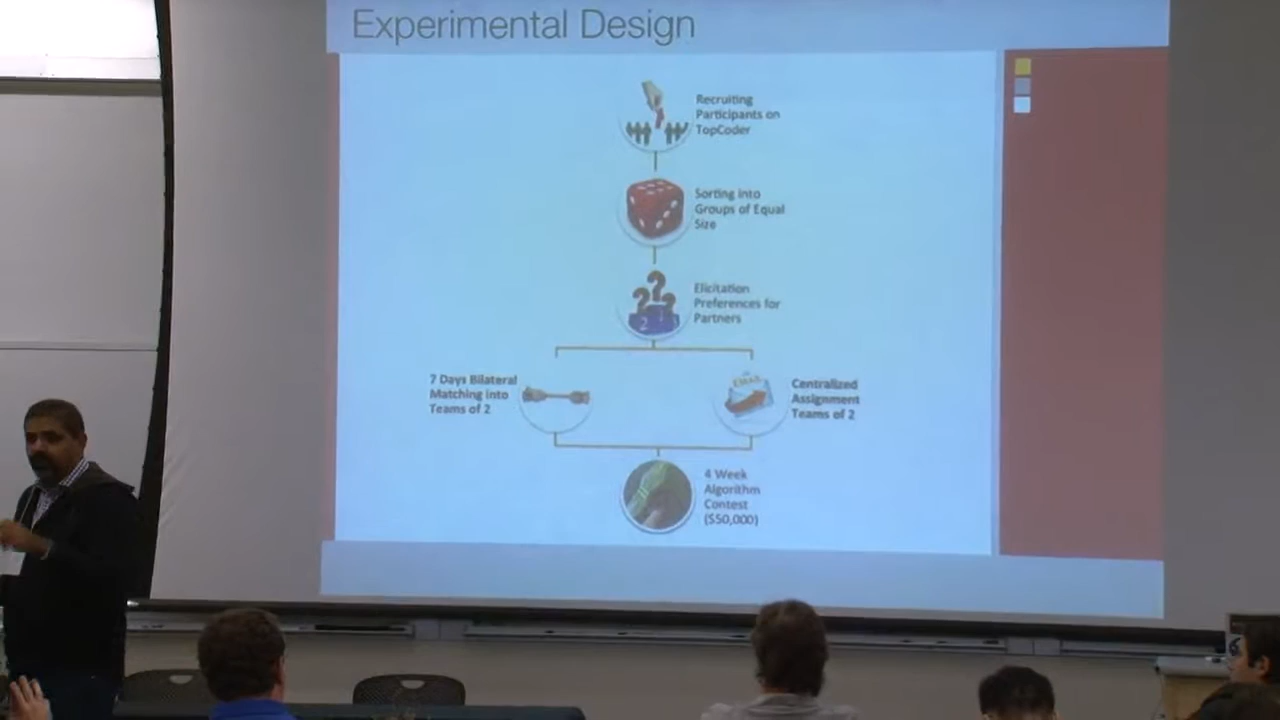 Experimental Design
Recruiting
Participants on
TopCoder
Sorting into
Groups of Equal
Size
Elicitation
Preferences for
Partners
7 Days Bilateral
Matching into
Teams of 2
EMAIL
Centralized
Assignment
Teams of 2
4 Week
Algorithm
Contest
($50,000)